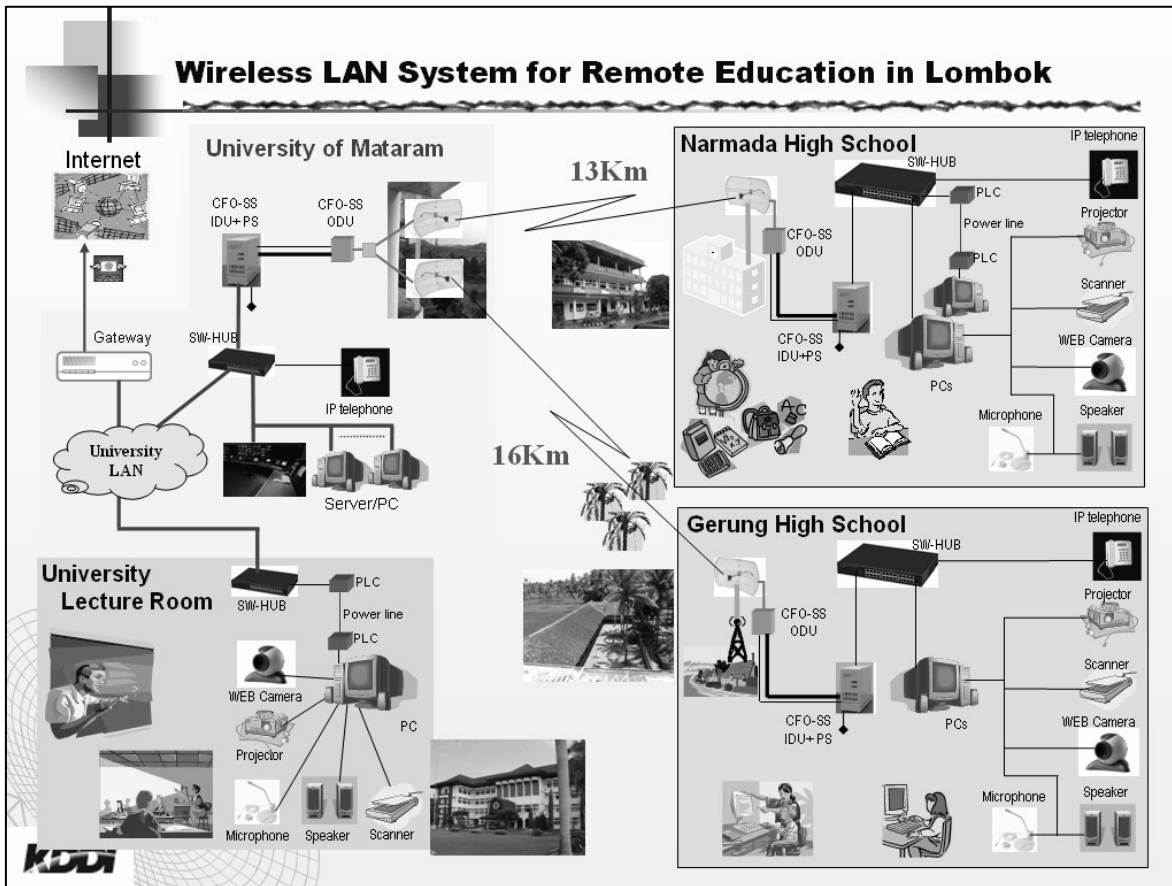 Wireless LAN System for Remote Education in Lombok
Internet
University of Mataram
CFO-SS
IDU+PS
CFO-SS
ODU
13Km
16Km
Gateway
SW-HUB
IP telephone
University
LAN
Server/PC
Narmada High School
IP telephone
SW-HUB
PLC
Projector
CFO-SS
ODU
Power line
PLC
Scanner
CFO-SS
IDU+PS
WEB Camera
PCs
Microphone
Speaker
Gerung High School
IP telephone
SW-HUB
Projector
CFO-SS
ODU
Scanner
CFO-SS
IDU+PS
PCs
WEB Camera
Microphone
Speaker
University
Lecture Room
SW-HUB
PLC
Power line
PLC
WEB Camera
PC
Projector
Microphone
Speaker
Scanner
KDDI